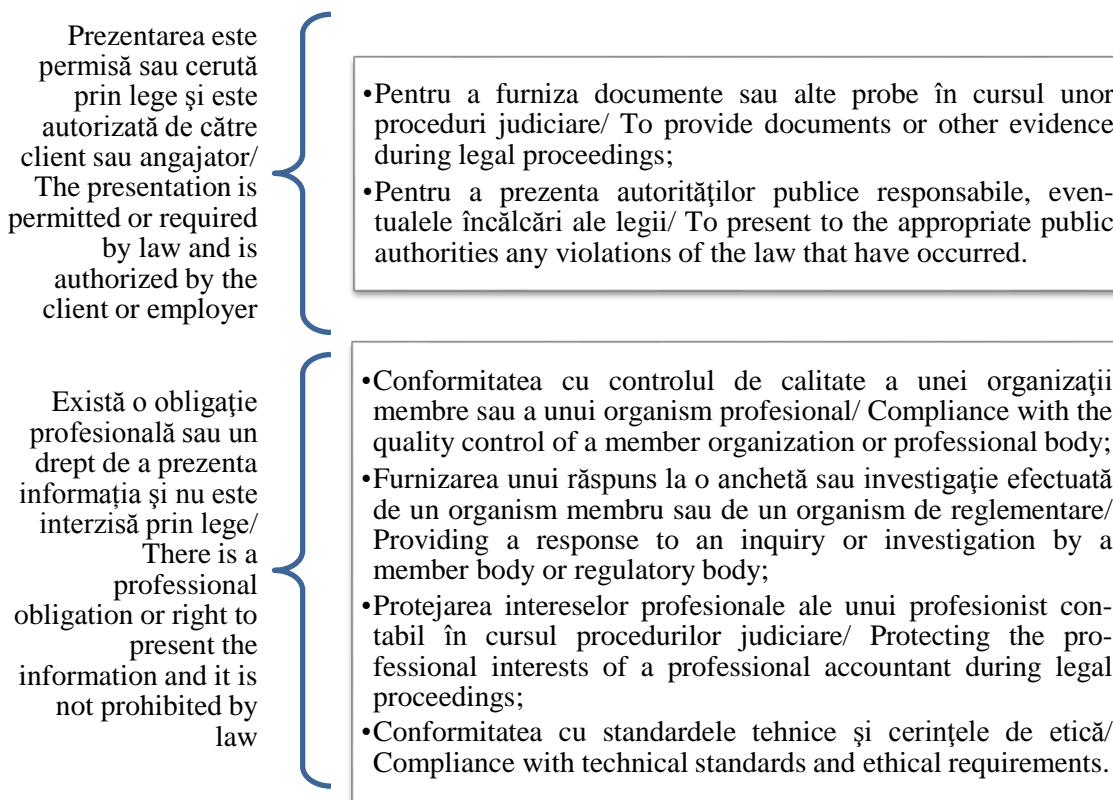 Prezentarea este
permisă sau cerută
prin lege şi este
autorizată de către
client sau angajator/
The presentation is
permitted or required
by law and is
authorized by the
client or employer
•Pentru a furniza documente sau alte probe în cursul unor
proceduri judiciare/ To provide documents or other evidence
during legal proceedings;
•Pentru a prezenta autorităţilor publice responsabile, even-
tualele încălcări ale legii/ To present to the appropriate public
authorities any violations of the law that have occurred.
Există o obligaţie
profesională sau un
drept de a prezenta
informația şi nu este
interzisă prin lege/
There is a
professional
obligation or right to
present the
information and it is
not prohibited by
law
•Conformitatea cu controlul de calitate a unei organizaţii
membre sau a unui organism profesional/ Compliance with the
quality control of a member organization or professional body;
•Furnizarea unui răspuns la o anchetă sau investigaţie efectuată
de un organism membru sau de un organism de reglementare/
Providing a response to an inquiry or investigation by a
member body or regulatory body;
•Protejarea intereselor profesionale ale unui profesionist con-
tabil în cursul procedurilor judiciare/ Protecting the pro-
fessional interests of a professional accountant during legal
proceedings;
•Conformitatea cu standardele tehnice şi cerinţele de etică/
Compliance with technical standards and ethical requirements.